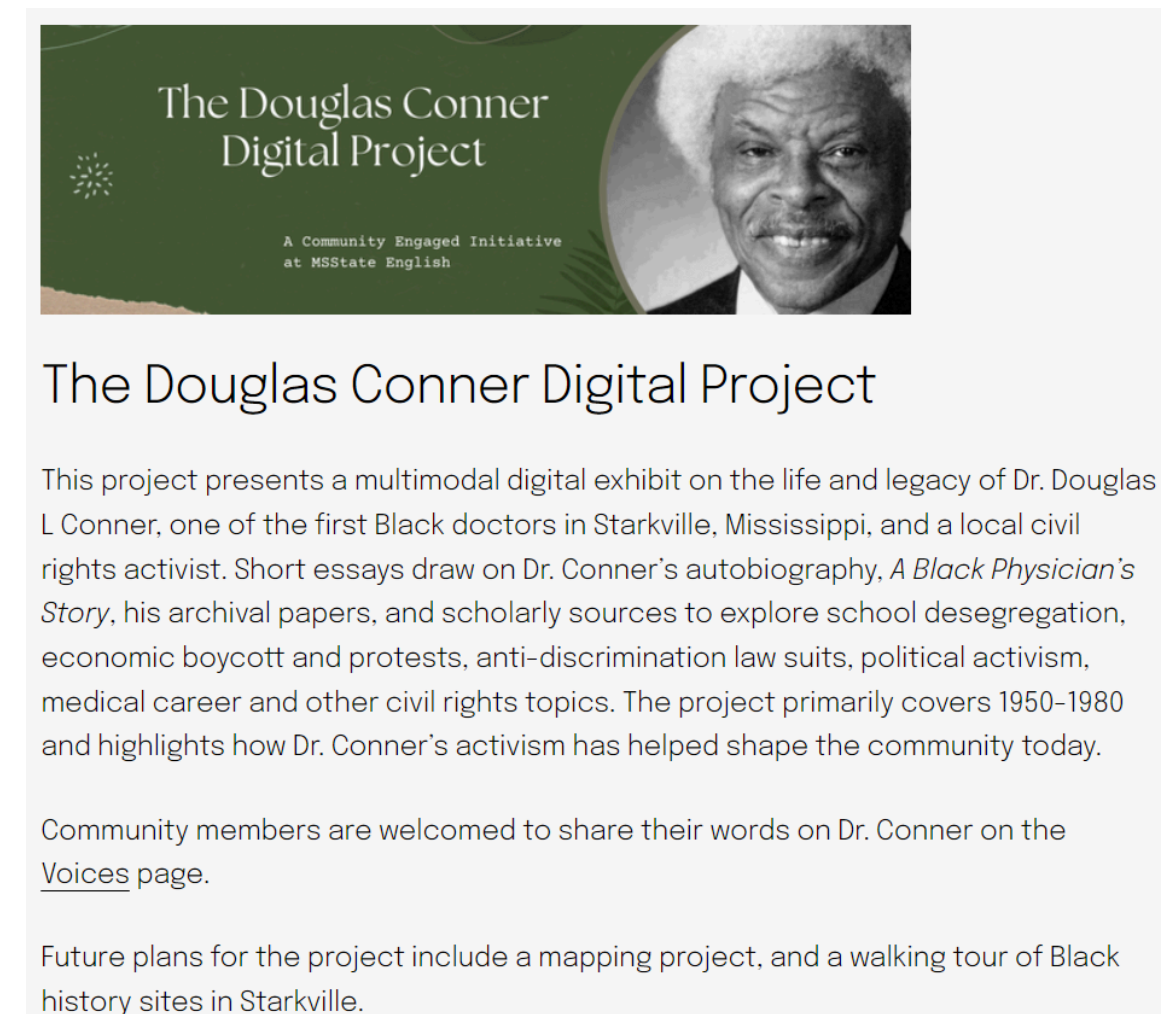 The Douglas Conner
Digital Project
A Community Engaged Initiative
at MSState English
The Douglas Conner Digital Project
This project presents a multimodal digital exhibit on the life and legacy of Dr. Douglas
L Conner, one of the first Black doctors in Starkville, Mississippi, and a local civil
rights activist. Short essays draw on Dr. Conner’s autobiography, A Black Physician’s
Story, his archival papers, and scholarly sources to explore school desegregation,
economic boycott and protests, anti-discrimination law suits, political activism,
medical career and other civil rights topics. The project primarily covers 1950-1980
and highlights how Dr. Conner’s activism has helped shape the community today.
Community members are welcomed to share their words on Dr. Conner on the
Voices page.
Future plans for the project include a mapping project, and a walking tour of Black
history sites in Starkville.